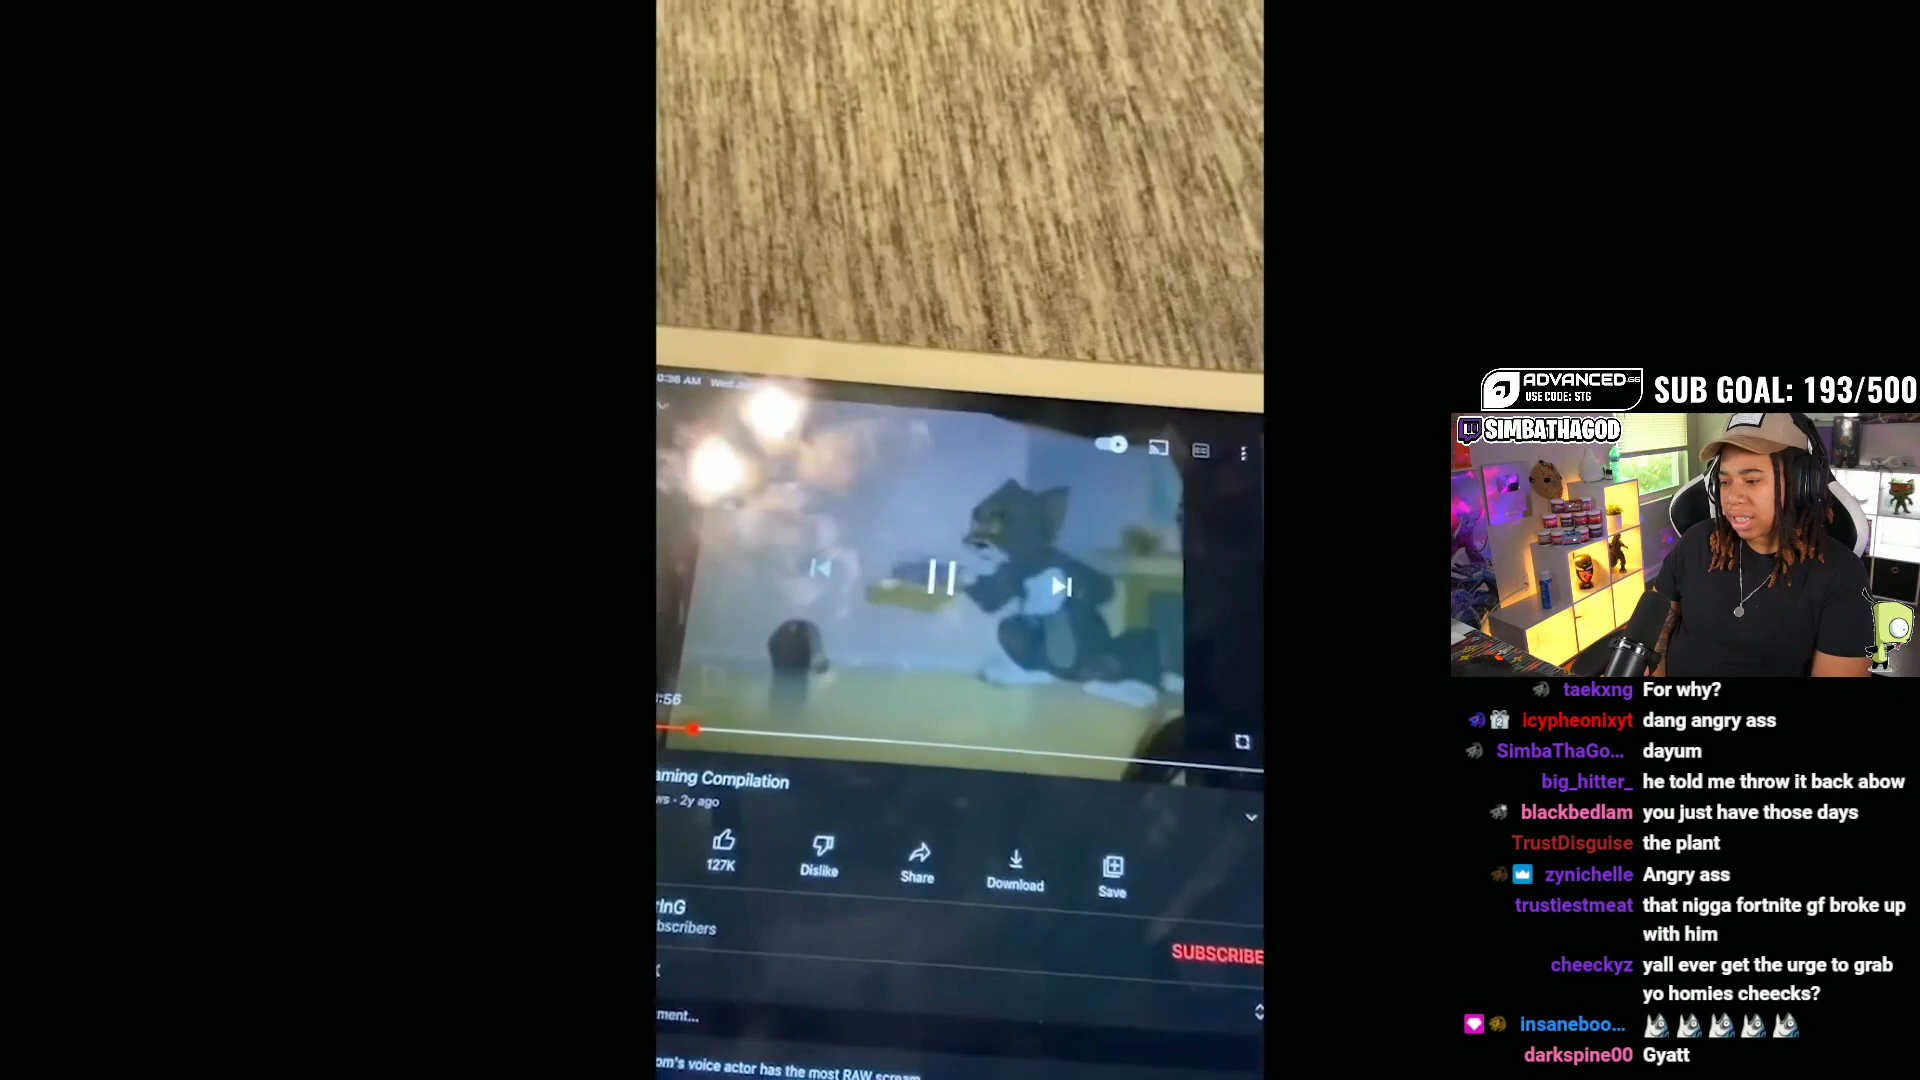 0:38 AM Wed
:56
aming Compilation
ws · 2y ago
127K
Dislike
Share
Download
Save
rInG
bscribers
SUBSCRIBE
ment...
om's voice actor has the most RAW scream
ADVANCED.GG
USE CODE: STG
SUB GOAL: 193/500
SIMBATHAGOD
taekxng For why?
2 icypheonixyt dang angry ass
SimbaThaGo... dayum
big_hitter_ he told me throw it back abow
blackbedlam you just have those days
TrustDisguise the plant
zynichelle Angry ass
trustiestmeat that nigga fortnite gf broke up
with him
cheeckyz yall ever get the urge to grab
yo homies cheecks?
insaneboo...
darkspine00 Gyatt